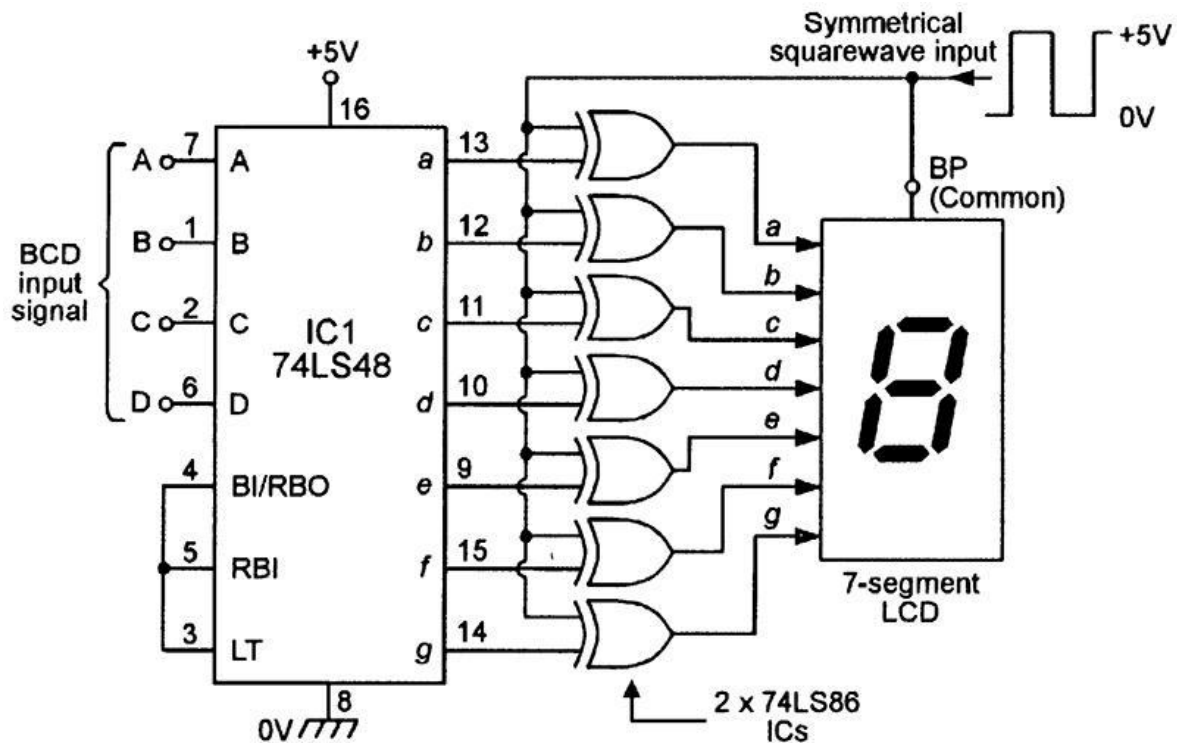 Symmetrical
squarewave input
+5V
0V
+5V
16
BCD
input
signal
A 7 A
B 1 B
C 2 C
D 6 D
4 BI/RBO
5 RBI
3 LT
IC1
74LS48
a 13
b 12
c 11
d 10
e 9
f 15
g 14
8
0V
BP
(Common)
a
b
c
d
e
f
g
7-segment
LCD
2 x 74LS86
ICs